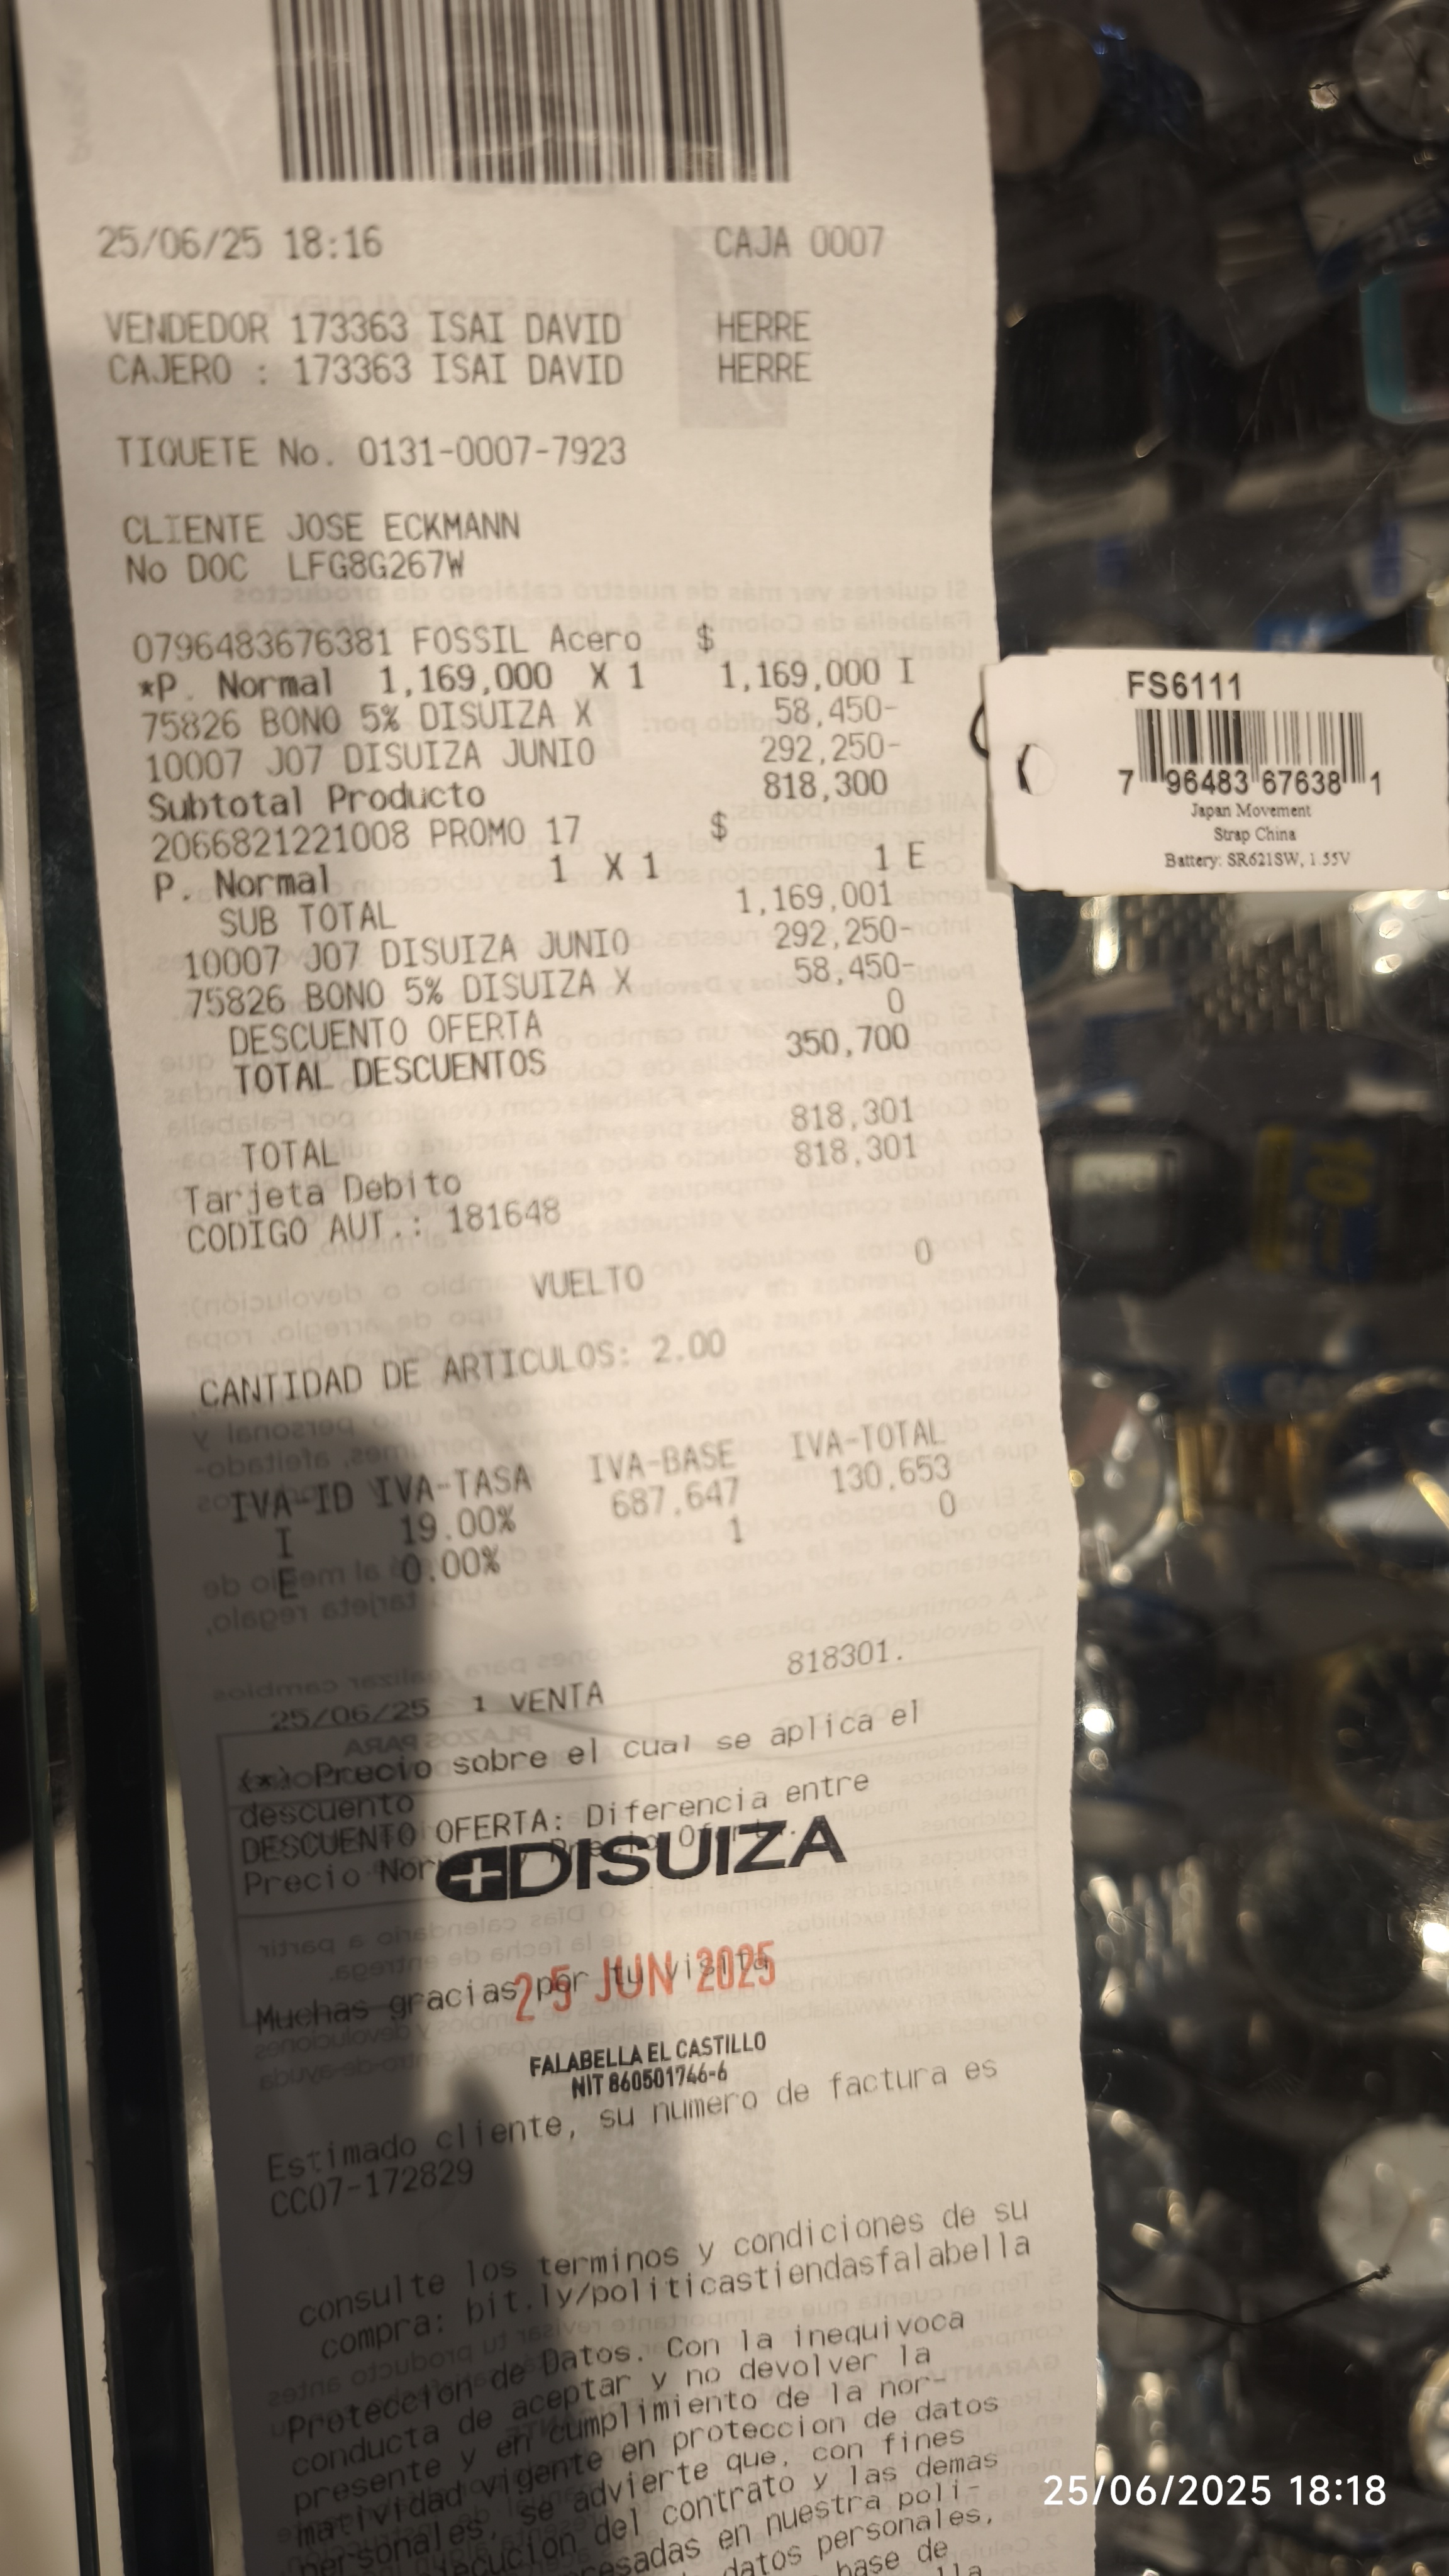 25/06/25 18:16 CAJA 0007
VENDEDOR 173363 ISAI DAVID HERRE
CAJERO : 173363 ISAI DAVID HERRE
TIQUETE No. 0131-0007-7923
CLIENTE JOSE ECKMANN
No DOC LFG8G267W
0796483676381 FOSSIL Acero $
*P. Normal 1,169,000 X 1 1,169,000 I
75826 BONO 5% DISUIZA X 58,450-
10007 J07 DISUIZA JUNIO 292,250-
Subtotal Producto 818,300
2066821221008 PROMO 17 $
P. Normal 1 X 1 1 E
SUB TOTAL 1,169,001
10007 J07 DISUIZA JUNIO 292,250-
75826 BONO 5% DISUIZA X 58,450-
DESCUENTO OFERTA 0
TOTAL DESCUENTOS 350,700
TOTAL 818,301
Tarjeta Debito 818,301
CODIGO AUT.: 181648
VUELTO 0
CANTIDAD DE ARTICULOS: 2.00
IVA-ID IVA-TASA IVA-BASE IVA-TOTAL
I 19.00% 687,647 130,653
E 0.00% 1 0
25/06/25 1 VENTA 818301.
(*) Precio sobre el cual se aplica el
descuento
DESCUENTO OFERTA: Diferencia entre
Precio Oferta.
DISUIZA
25 JUN 2025
Muchas gracias por tu visita
FALABELLA EL CASTILLO
NIT 860501746-6
Estimado cliente, su numero de factura es
CC07-172829
consulte los terminos y condiciones de su
compra: bit.ly/politicastiendasfalabella
Proteccion de Datos. Con la inequivoca
conducta de aceptar y no devolver la
presente y en cumplimiento de la nor-
matividad vigente en proteccion de datos
personales, se advierte que, con fines
del contrato y las demas
en nuestra poli-
datos personales,
base de
FS6111
7 96483 67638 1
Japan Movement
Strap China
Battery: SR621SW, 1.55V
25/06/2025 18:18